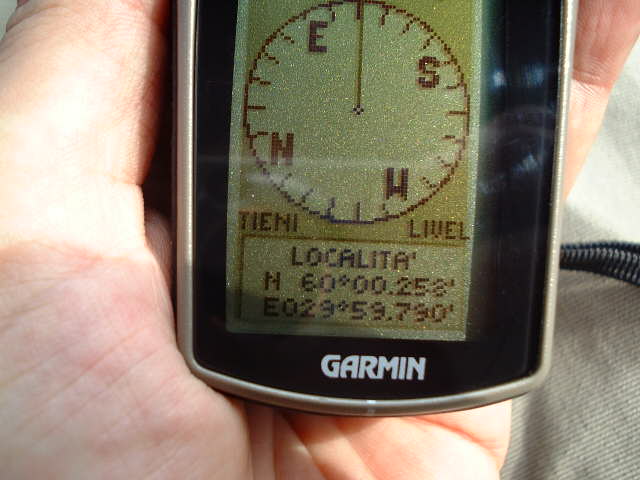 E
S
N
W
TIENI LIVEL
LOCALITA'
N 60°00.253'
E029°59.790'
GARMIN